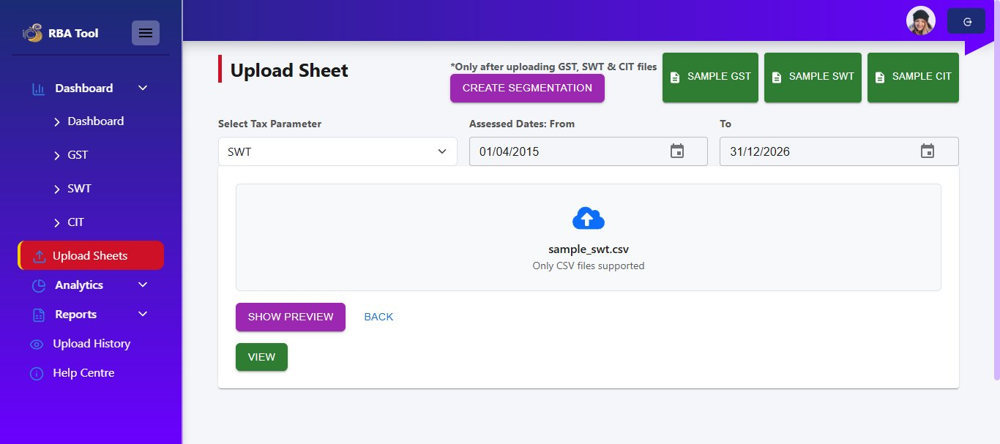 RBA Tool
Dashboard
Dashboard
GST
SWT
CIT
Upload Sheets
Analytics
Reports
Upload History
Help Centre
Upload Sheet
*Only after uploading GST, SWT & CIT files
CREATE SEGMENTATION
SAMPLE GST
SAMPLE SWT
SAMPLE CIT
Select Tax Parameter
Assessed Dates: From
To
SWT
01/04/2015
31/12/2026
sample_swt.csv
Only CSV files supported
SHOW PREVIEW
BACK
VIEW